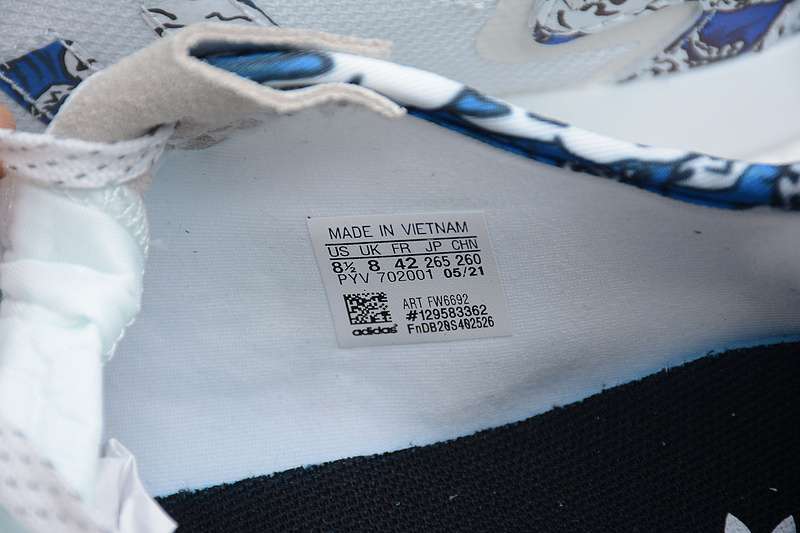 MADE IN VIETNAM
US UK FR JP CHN
8½ 8 42 265 260
PYV 702001 05/21
ART FW6692
#129583362
adidas
FnDB20S402526